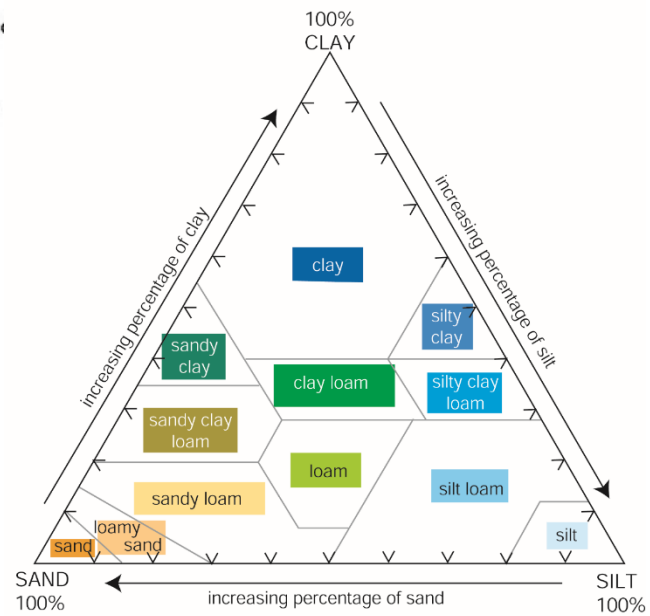 100%
CLAY
increasing percentage of clay
increasing percentage of silt
clay
silty
clay
sandy
clay
clay loam
silty clay
loam
sandy clay
loam
loam
silt loam
sandy loam
loamy
sand
sand
silt
SAND
100%
increasing percentage of sand
SILT
100%